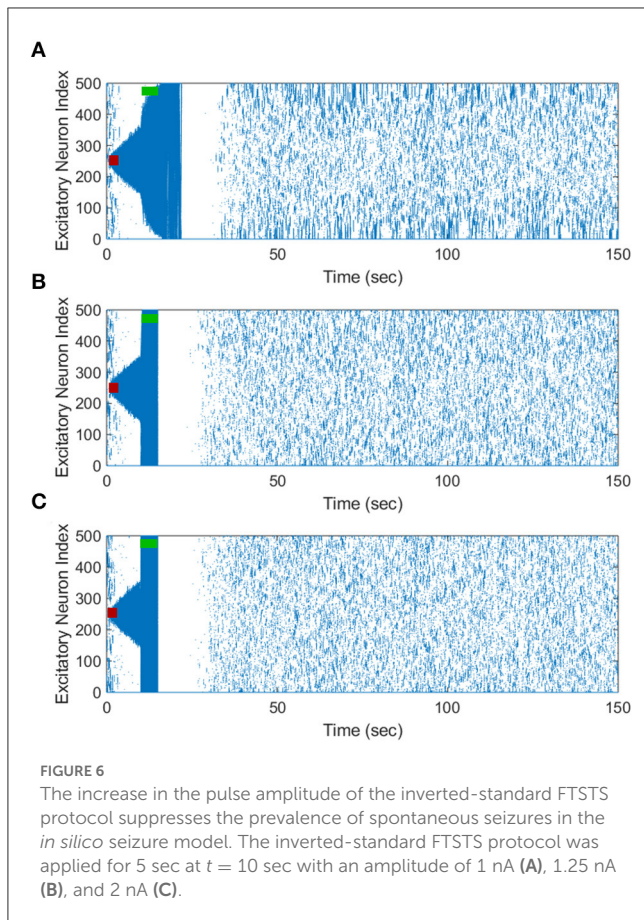 A
Excitatory Neuron Index
500
400
300
200
100
0
0
50
100
150
Time (sec)
B
Excitatory Neuron Index
500
400
300
200
100
0
0
50
100
150
Time (sec)
C
Excitatory Neuron Index
500
400
300
200
100
0
0
50
100
150
Time (sec)
FIGURE 6
The increase in the pulse amplitude of the inverted-standard FTSTS
protocol suppresses the prevalence of spontaneous seizures in the
in silico seizure model. The inverted-standard FTSTS protocol was
applied for 5 sec at t = 10 sec with an amplitude of 1 nA (A), 1.25 nA
(B), and 2 nA (C).